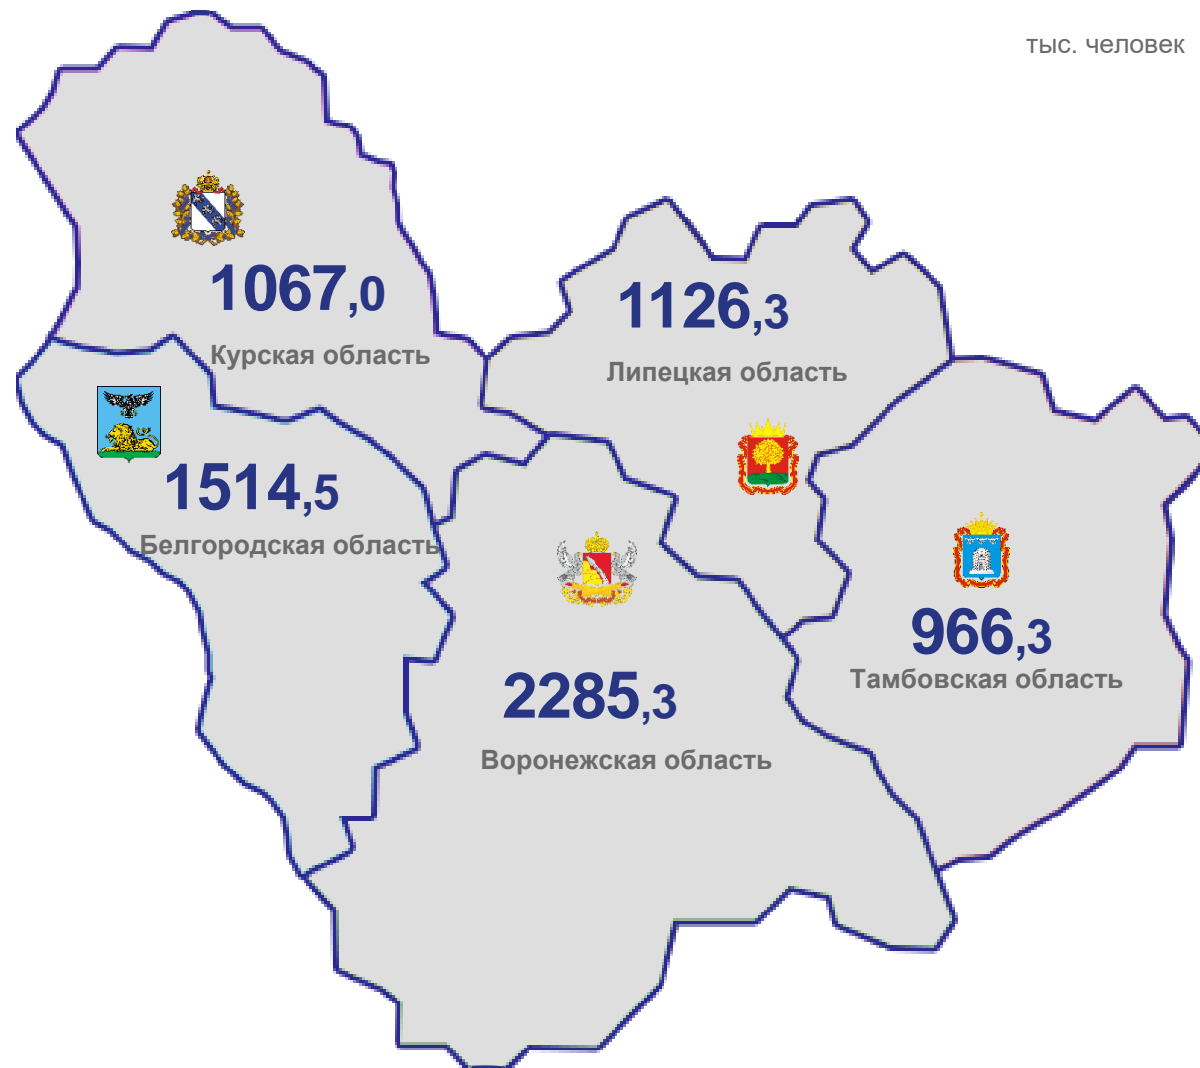 тыс. человек
1067,0
Курская область
1126,3
Липецкая область
1514,5
Белгородская область
966,3
Тамбовская область
2285,3
Воронежская область